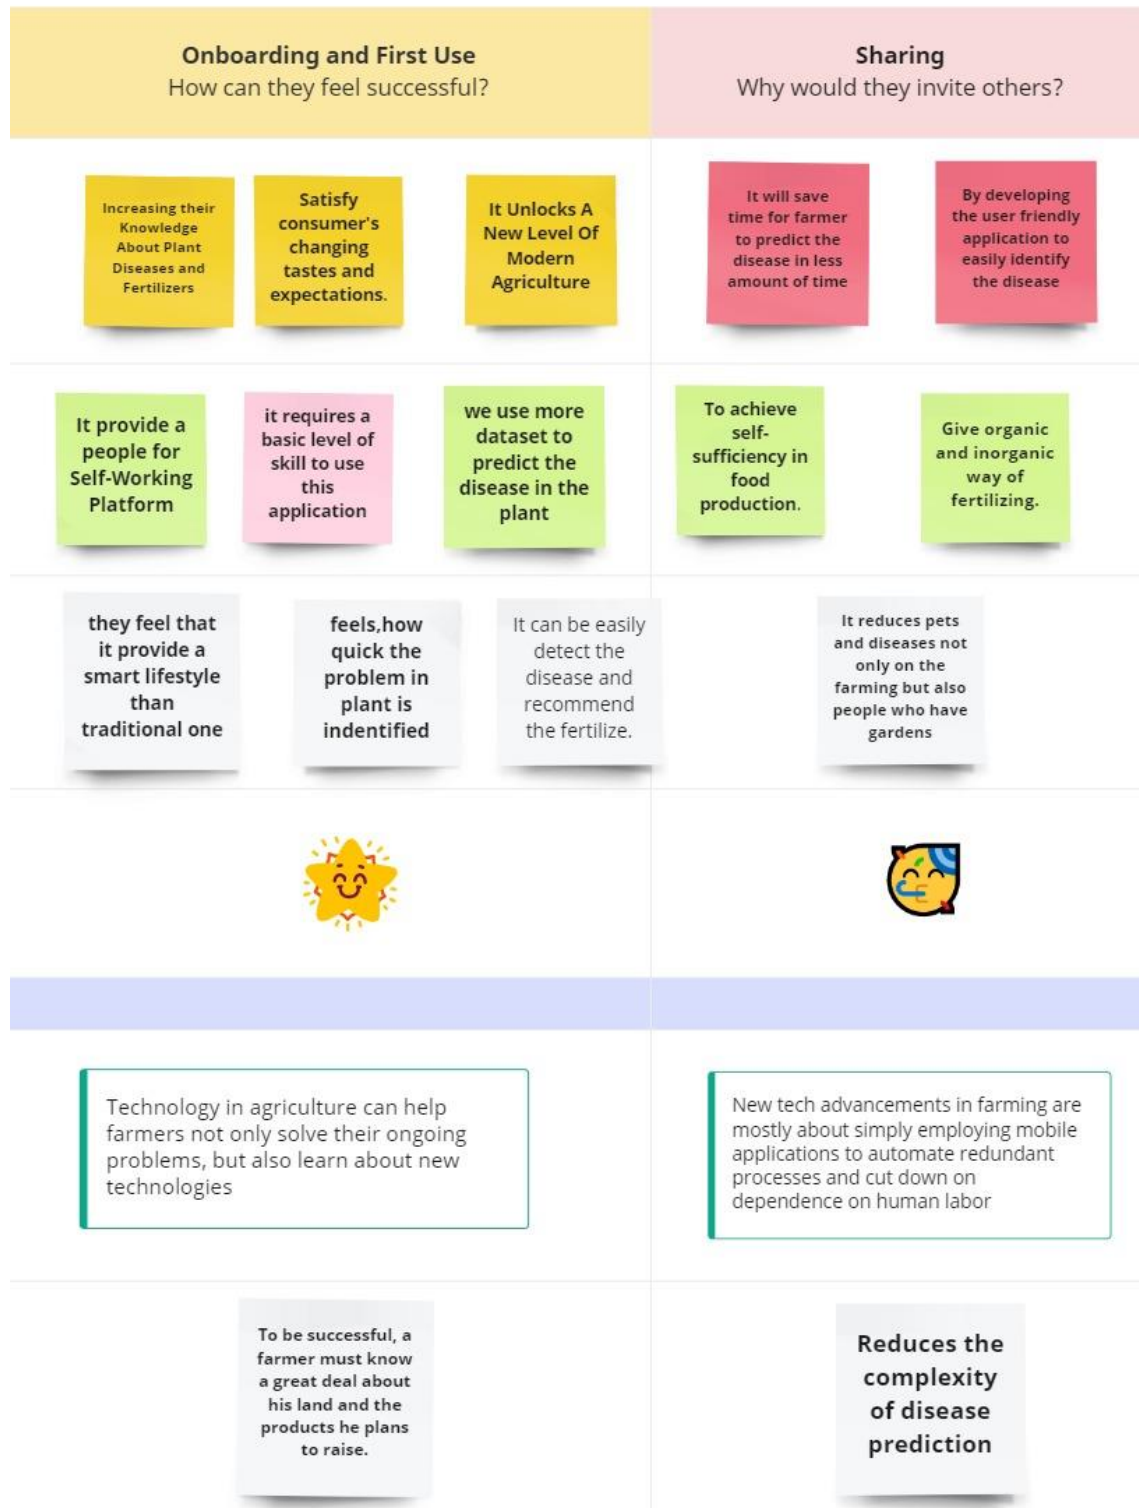 Onboarding and First Use
How can they feel successful?
Sharing
Why would they invite others?
Increasing their
Knowledge
About Plant
Diseases and
Fertilizers
Satisfy
consumer's
changing
tastes and
expectations.
It Unlocks A
New Level Of
Modern
Agriculture
It will save
time for farmer
to predict the
disease in less
amount of time
By developing
the user friendly
application to
easily identify
the disease
It provide a
people for
Self-Working
Platform
it requires a
basic level of
skill to use
this
application
we use more
dataset to
predict the
disease in the
plant
To achieve
self-
sufficiency in
food
production.
Give organic
and inorganic
way of
fertilizing.
they feel that
it provide a
smart lifestyle
than
traditional one
feels,how
quick the
problem in
plant is
indentified
It can be easily
detect the
disease and
recommend
the fertilize.
It reduces pets
and diseases not
only on the
farming but also
people who have
gardens
Technology in agriculture can help
farmers not only solve their ongoing
problems, but also learn about new
technologies
New tech advancements in farming are
mostly about simply employing mobile
applications to automate redundant
processes and cut down on
dependence on human labor
To be successful, a
farmer must know
a great deal about
his land and the
products he plans
to raise.
Reduces the
complexity
of disease
prediction